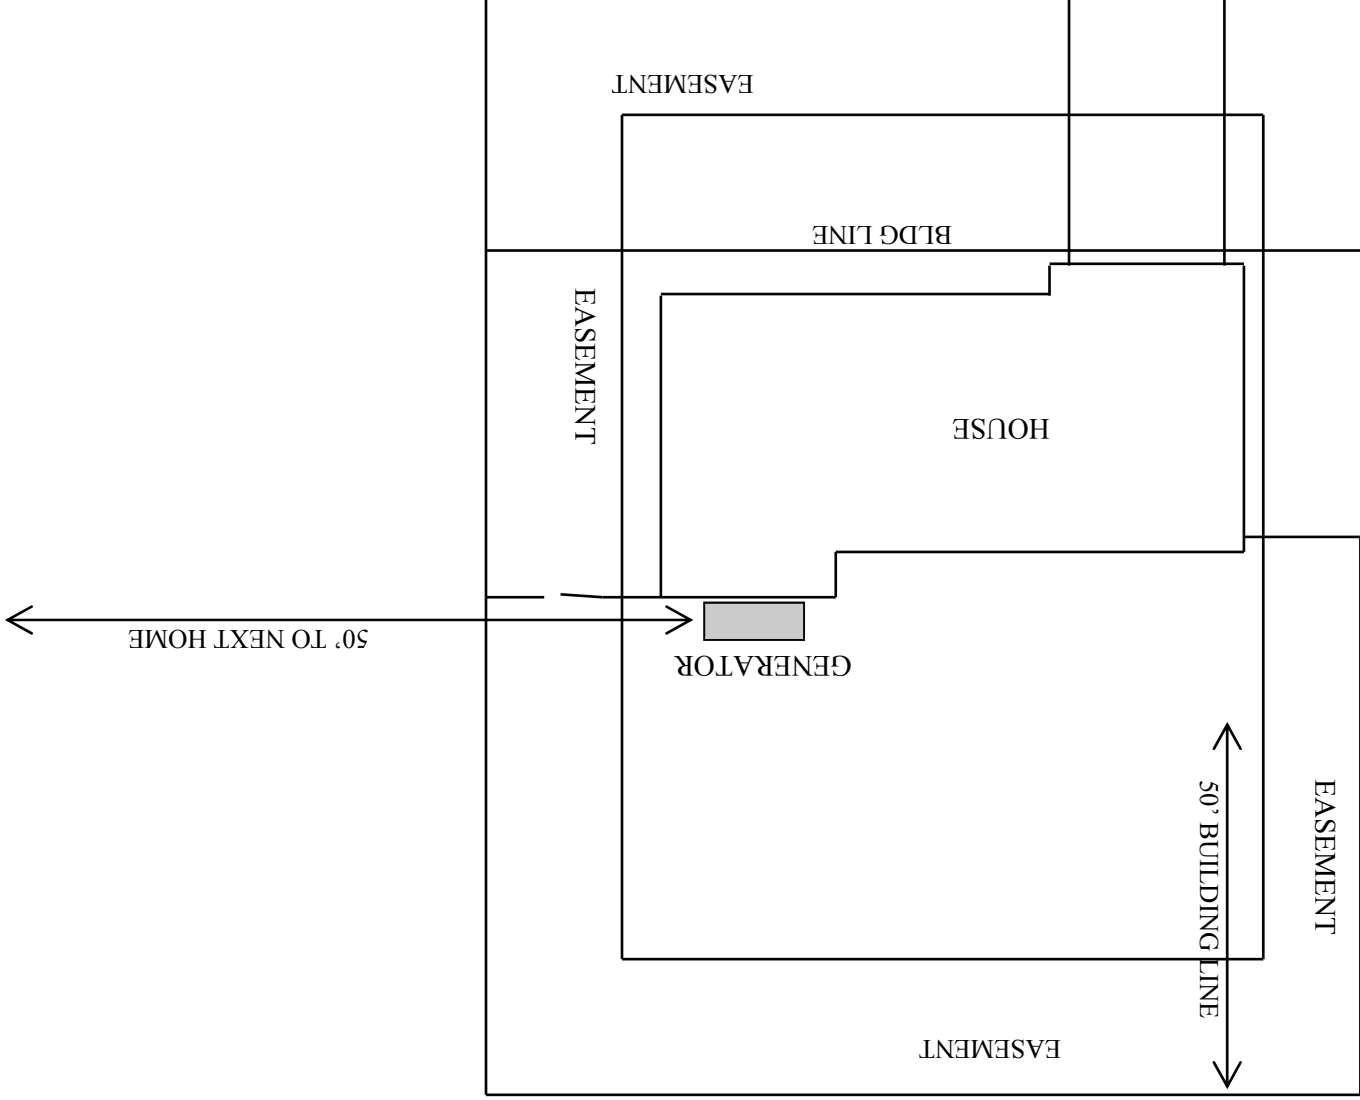 EASEMENT
50’ BUILDING LINE
EASEMENT
GENERATOR
50’ TO NEXT HOME
HOUSE
EASEMENT
BLDG LINE
EASEMENT